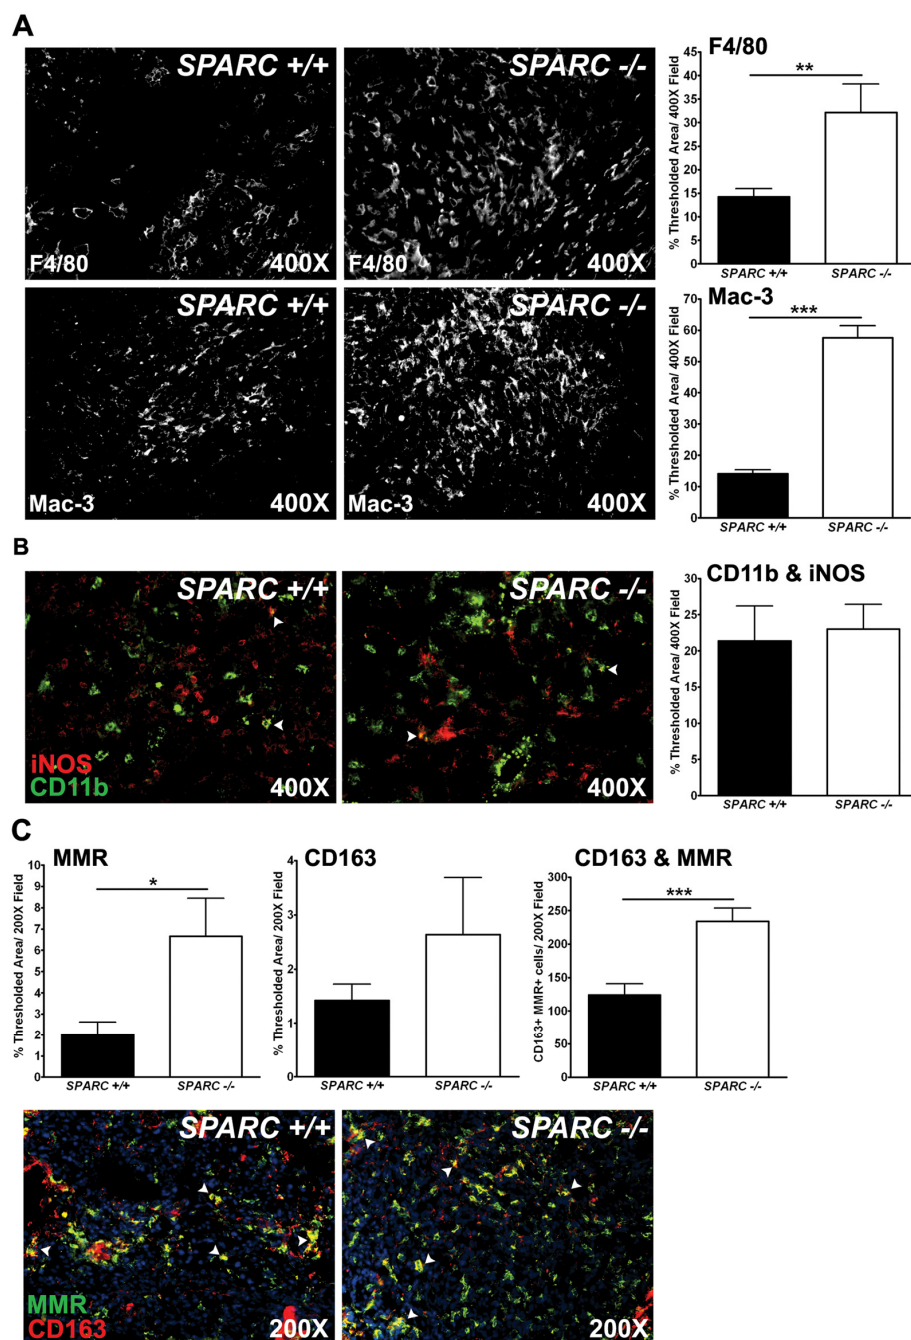 A
SPARC +/+
F4/80
400X
SPARC -/-
F4/80
400X
F4/80
% Thresholded Area/ 400X Field
45
40
35
30
25
20
15
10
5
0
**
SPARC +/+
SPARC -/-
SPARC +/+
Mac-3
400X
SPARC -/-
Mac-3
400X
Mac-3
% Thresholded Area/ 400X Field
70
60
50
40
30
20
10
0
***
SPARC +/+
SPARC -/-
B
SPARC +/+
iNOS
CD11b
400X
SPARC -/-
400X
CD11b & iNOS
% Thresholded Area/ 400X Field
30
25
20
15
10
5
0
SPARC +/+
SPARC -/-
C
MMR
% Thresholded Area/ 200X Field
10
9
8
7
6
5
4
3
2
1
0
*
SPARC +/+
SPARC -/-
CD163
% Thresholded Area/ 200X Field
4
3
2
1
0
SPARC +/+
SPARC -/-
CD163 & MMR
CD163+ MMR+ cells/ 200X Field
300
250
200
150
100
50
0
***
SPARC +/+
SPARC -/-
SPARC +/+
MMR
CD163
200X
SPARC -/-
200X